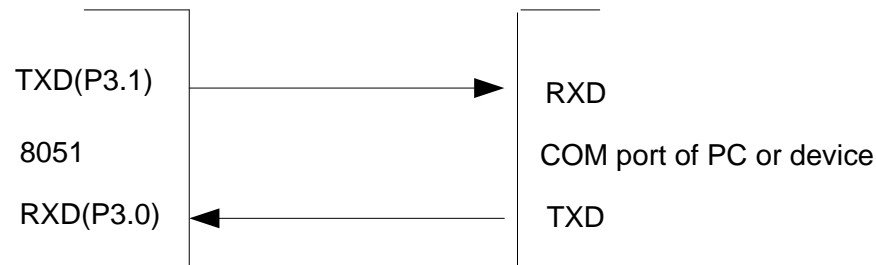 TXD(P3.1)
RXD
8051
COM port of PC or device
RXD(P3.0)
TXD